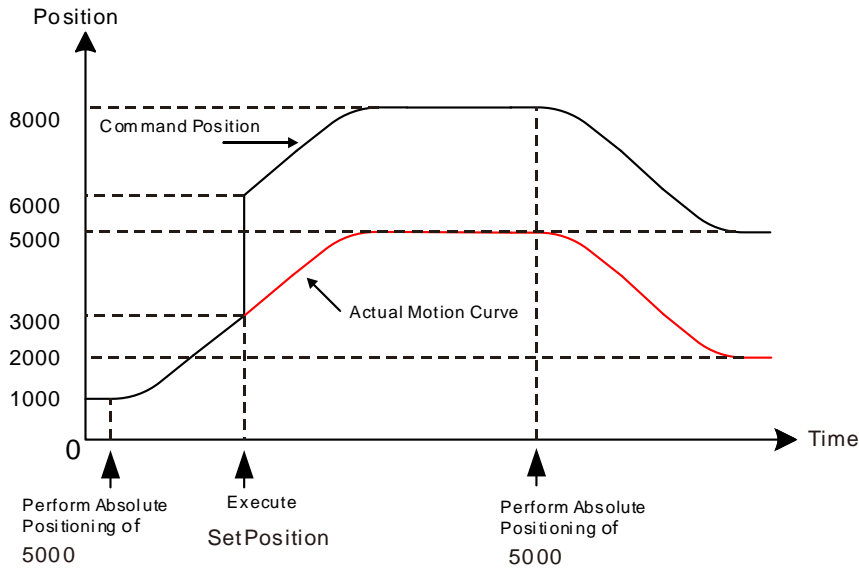 Position
8000
Command Position
6000
5000
3000
Actual Motion Curve
2000
1000
0
Time
Perform Absolute
Positioning of
5000
Execute
SetPosition
Perform Absolute
Positioning of
5000